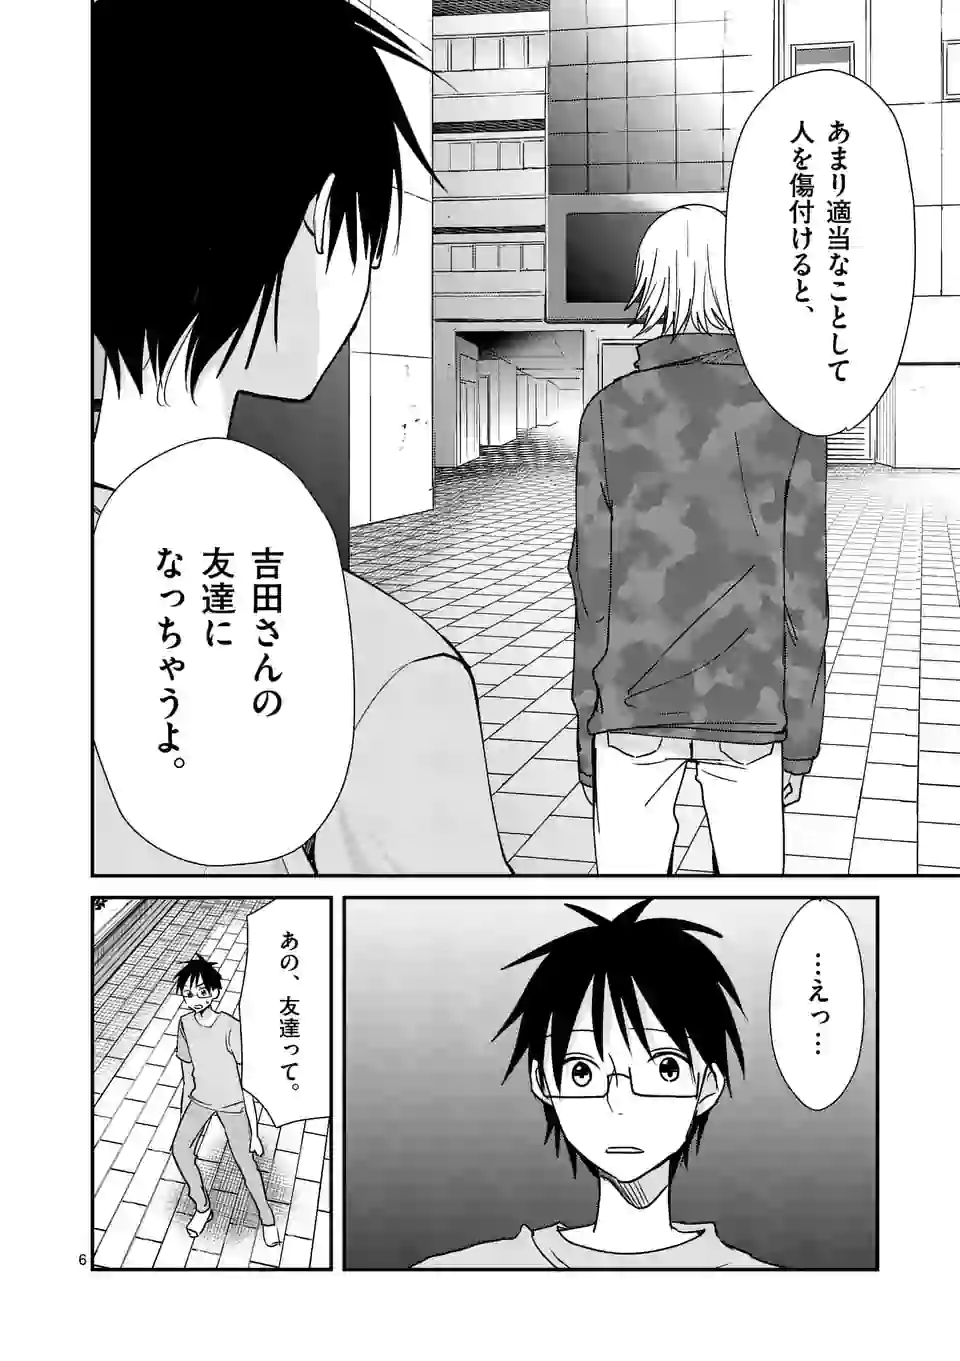 あまり適当なことして
人を傷付けると、
吉田さんの
友達に
なっちゃうよ。
…えっ…
あの、友達って。
6